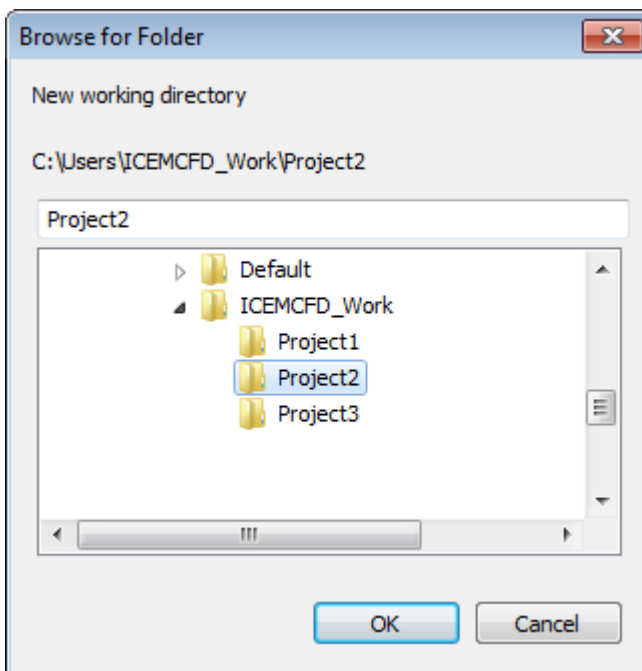 Browse for Folder
New working directory
C:\Users\ICEMCFD_Work\Project2
Project2
Default
ICEMCFD_Work
Project1
Project2
Project3
OK Cancel